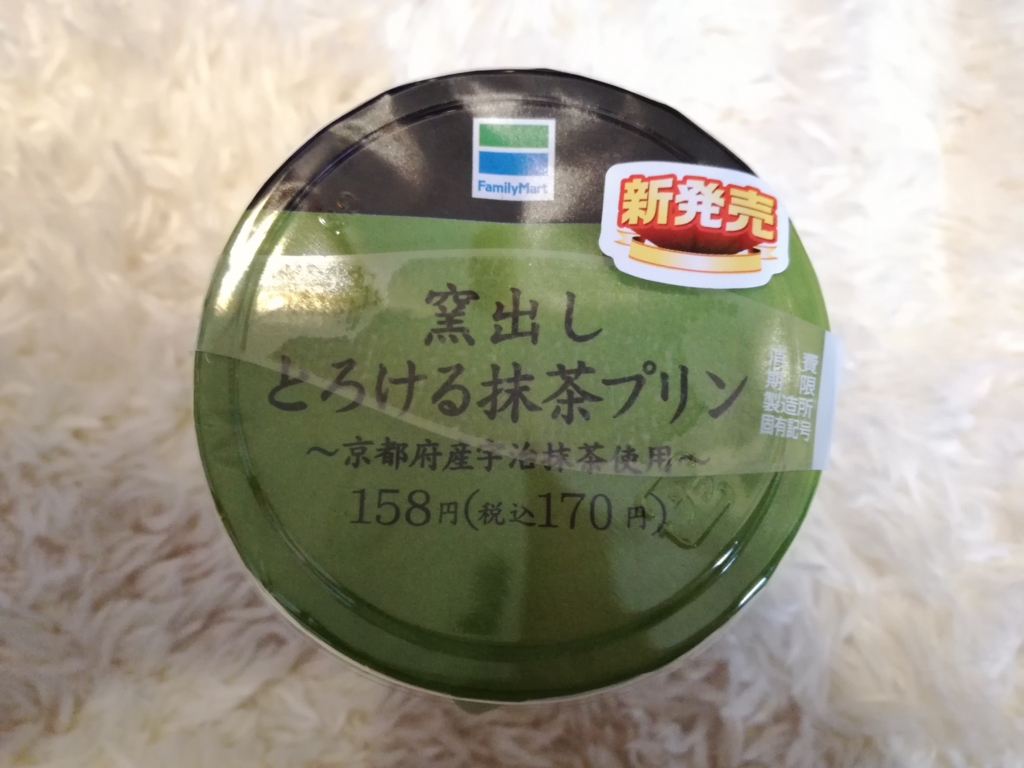 FamilyMart
新発売
窯出し
とろける抹茶プリン
～京都府産宇治抹茶使用～
158円(税込170円)
消費
期限
製造所
固有記号